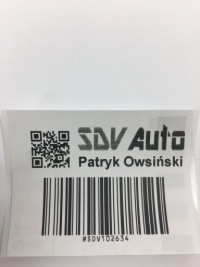 SDV Auto
Patryk Owsiński
#SDV102634